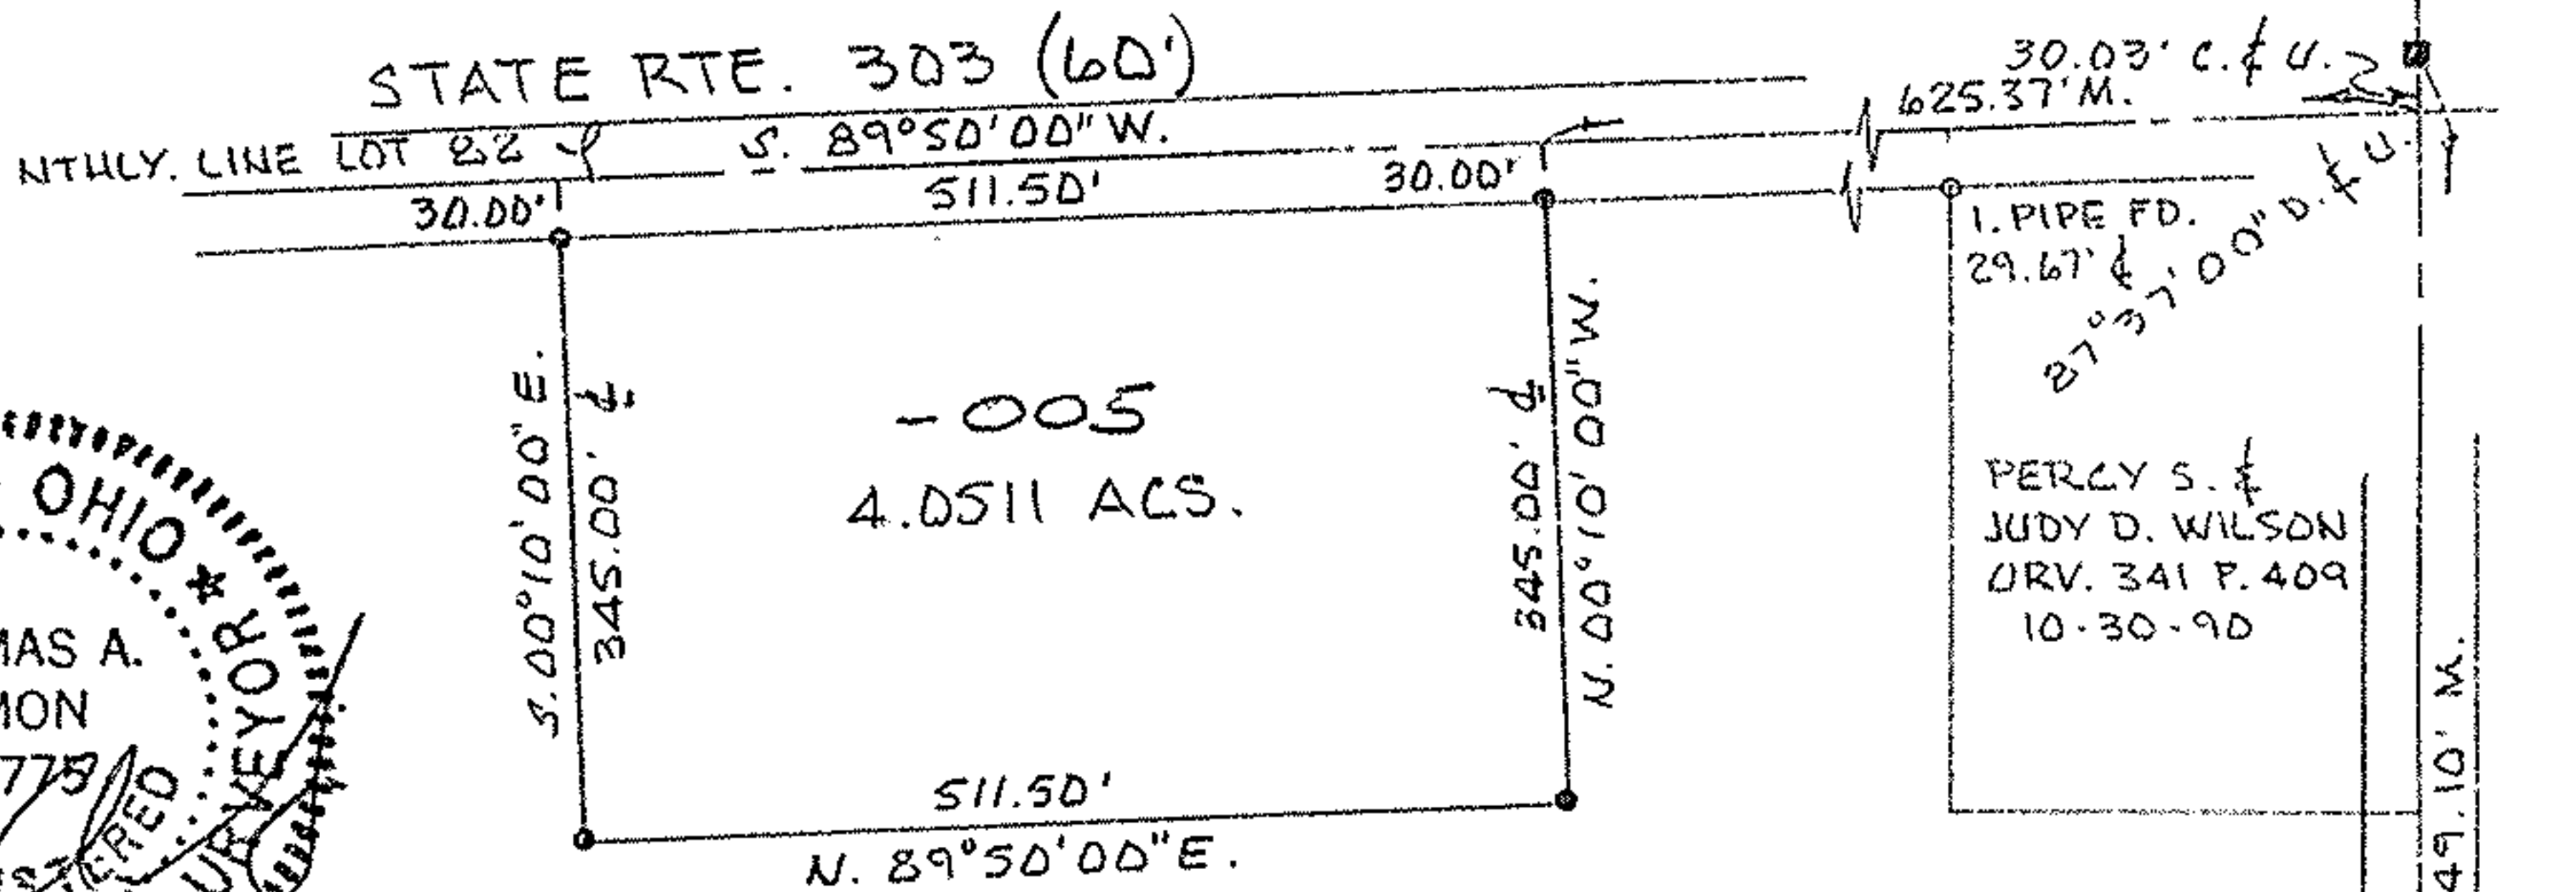 STATE RTE. 303 (60')
30.03' C. & U.
625.37' M.
NTHLY. LINE LOT 82
S. 89°50'00" W.
30.00'
511.50'
30.00'
1. PIPE FD.
29.67' ₵
87°37'00" D. & U.
S. 00°10'00" E.
345.00' ₵
-005
4.0511 ACS.
345.00' ₵
N. 00°10'00" W.
PERCY S. &
JUDY D. WILSON
ORV. 341 P. 409
10-30-90
49.10' M.
511.50'
N. 89°50'00" E.
OHIO ★
MAS A.
MON
775